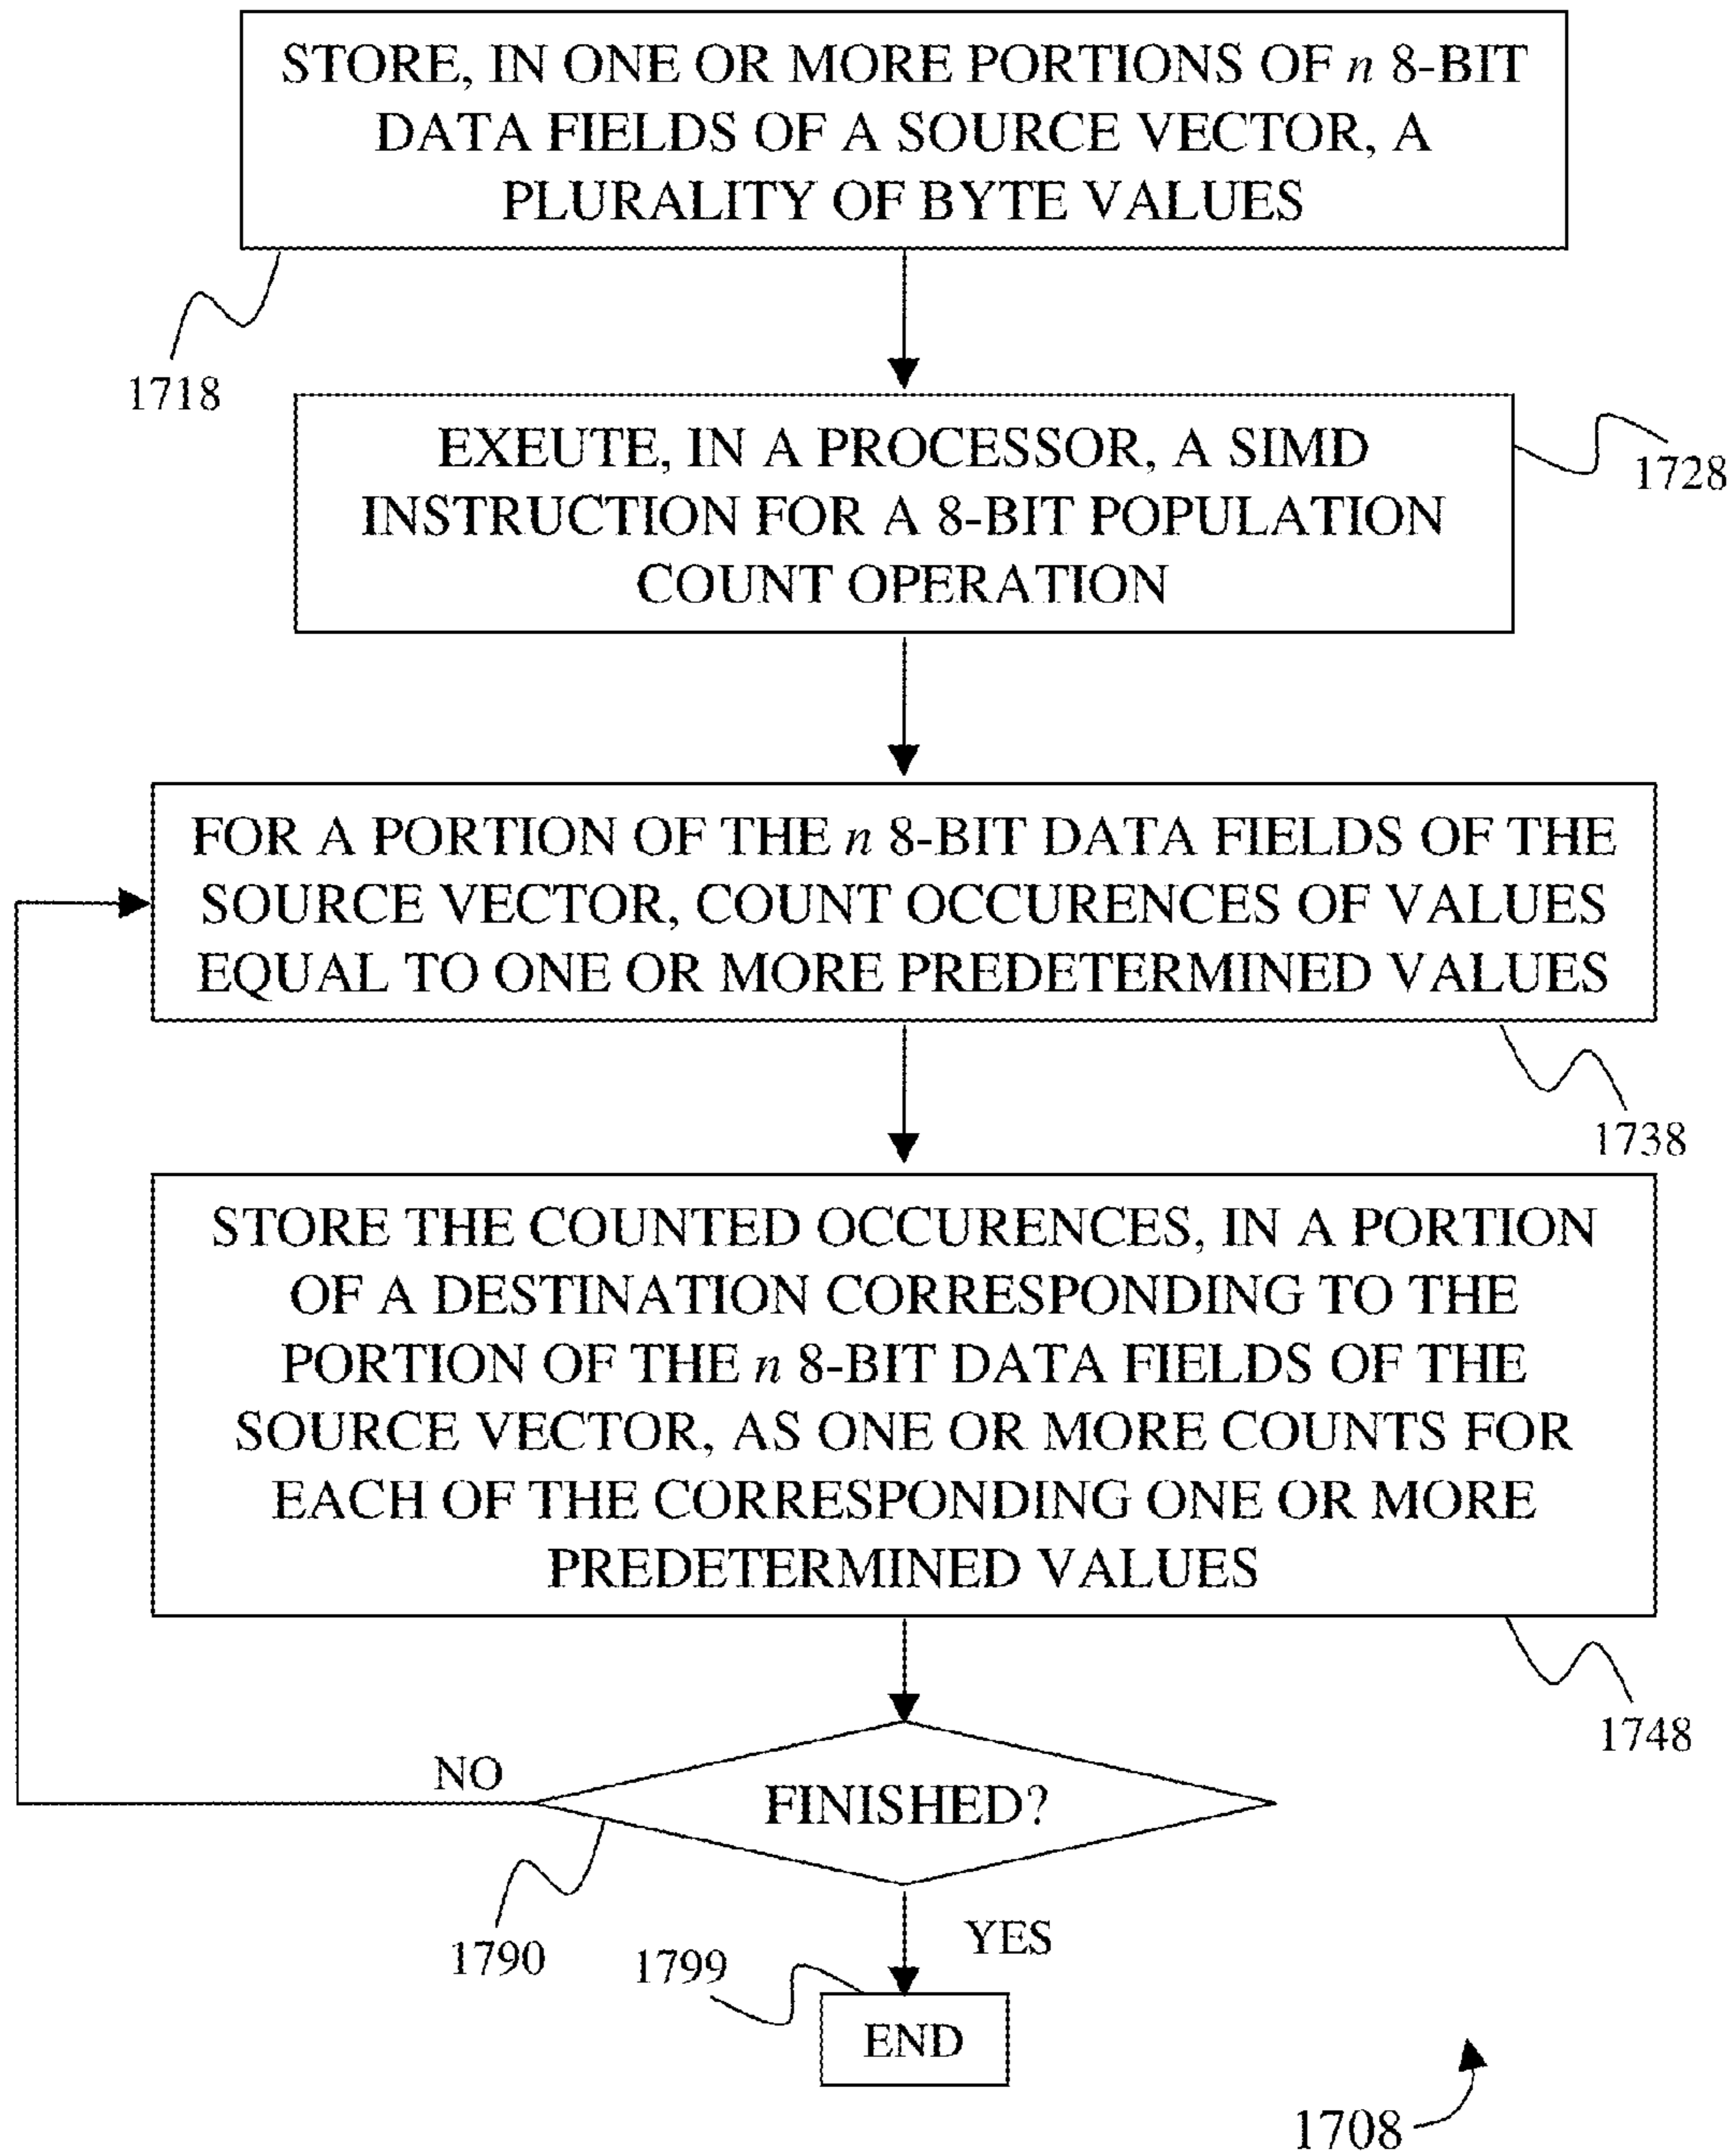 STORE, IN ONE OR MORE PORTIONS OF n 8-BIT
DATA FIELDS OF A SOURCE VECTOR, A
PLURALITY OF BYTE VALUES
1718
EXEUTE, IN A PROCESSOR, A SIMD
INSTRUCTION FOR A 8-BIT POPULATION
COUNT OPERATION
1728
FOR A PORTION OF THE n 8-BIT DATA FIELDS OF THE
SOURCE VECTOR, COUNT OCCURENCES OF VALUES
EQUAL TO ONE OR MORE PREDETERMINED VALUES
1738
STORE THE COUNTED OCCURENCES, IN A PORTION
OF A DESTINATION CORRESPONDING TO THE
PORTION OF THE n 8-BIT DATA FIELDS OF THE
SOURCE VECTOR, AS ONE OR MORE COUNTS FOR
EACH OF THE CORRESPONDING ONE OR MORE
PREDETERMINED VALUES
1748
NO
FINISHED?
1790
YES
1799
END
1708